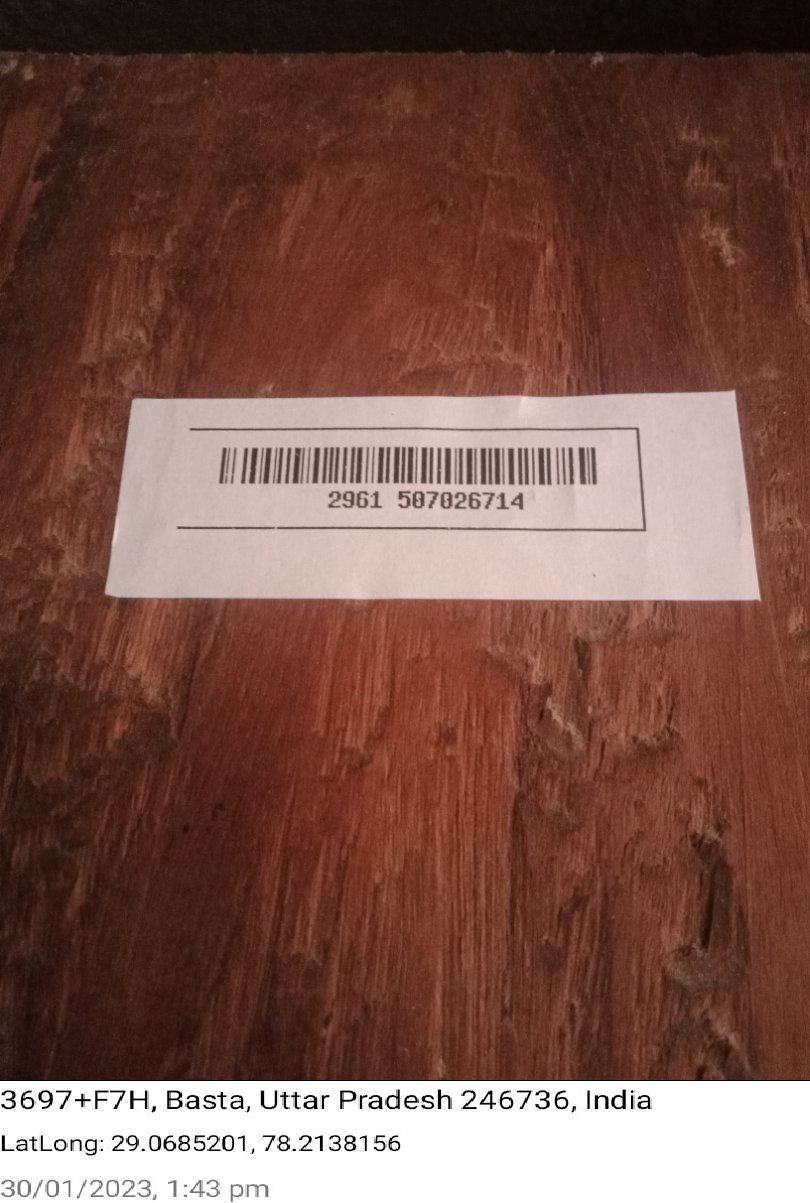 2961 507026714
3697+F7H, Basta, Uttar Pradesh 246736, India
LatLong: 29.0685201, 78.2138156
30/01/2023, 1:43 pm